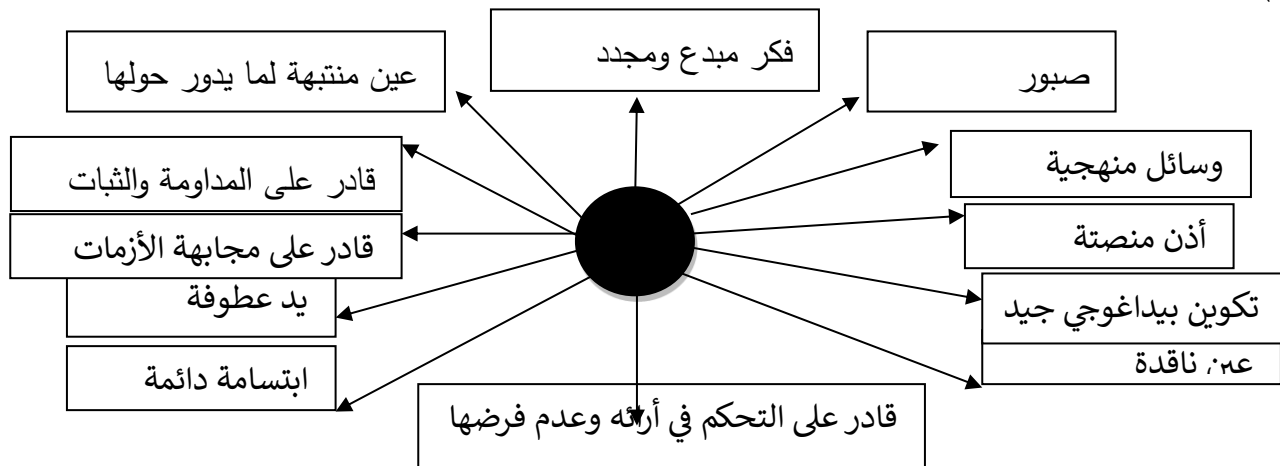 صبور
فكر مبدع ومجدد
عين منتبهة لما يدور حولها
وسائل منهجية
قادر على المداومة والثبات
أذن منصتة
قادر على مجابهة الأزمات
تكوين بيداغوجي جيد
يد عطوفة
عين ناقدة
ابتسامة دائمة
قادر على التحكم في أرائه وعدم فرضها